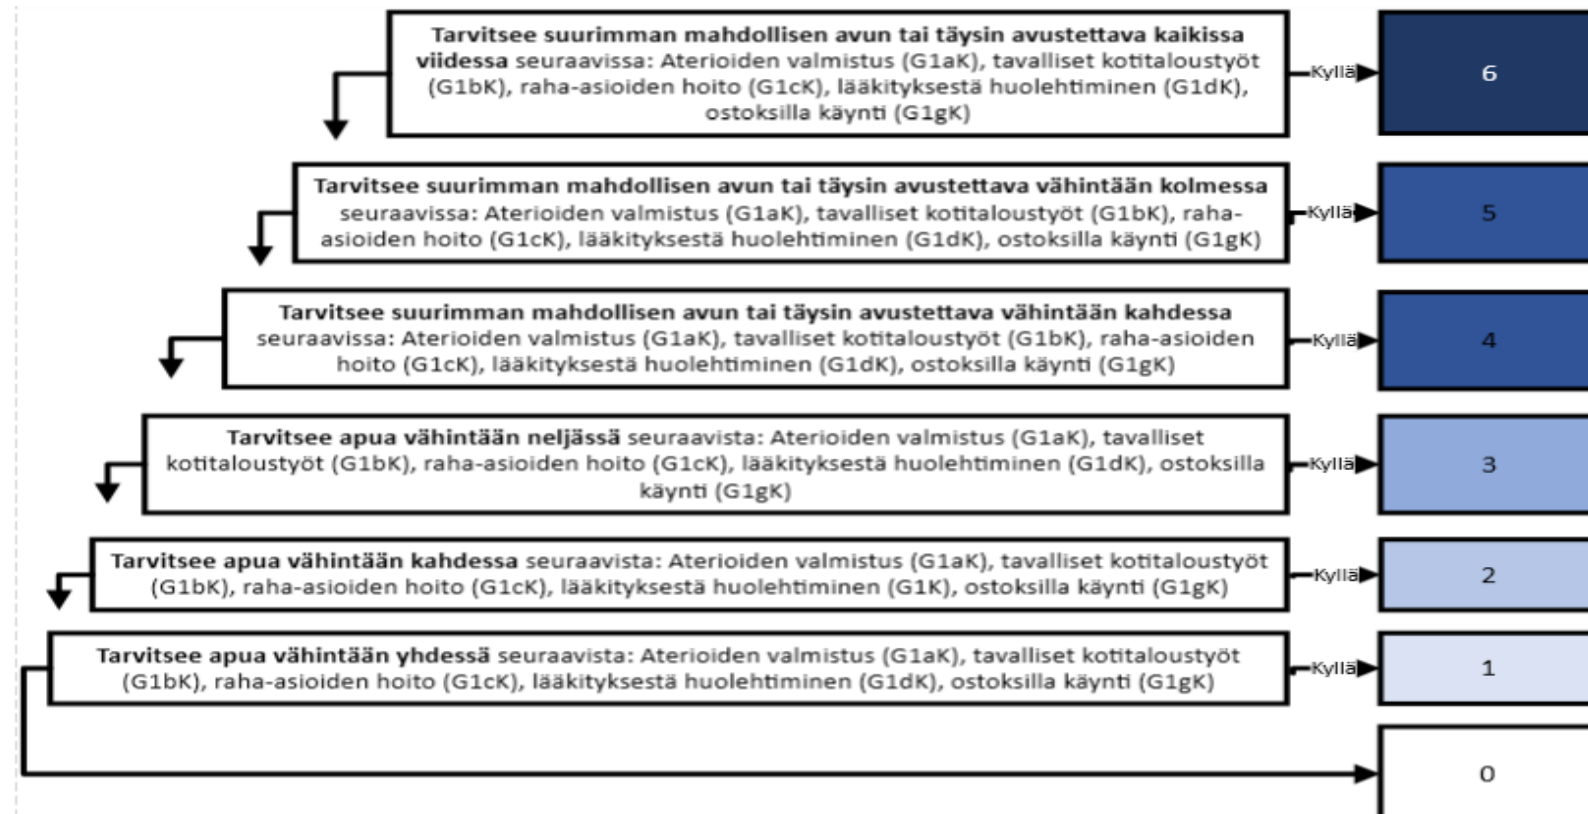 Tarvitsee suurimman mahdollisen avun tai täysin avustettava kaikissa
viidessa seuraavissa: Aterioiden valmistus (G1aK), tavalliset kotitaloustyöt
(G1bK), raha-asioiden hoito (G1cK), lääkityksestä huolehtiminen (G1dK),
ostoksilla käynti (G1gK)
Kyllä
6
Tarvitsee suurimman mahdollisen avun tai täysin avustettava vähintään kolmessa
seuraavissa: Aterioiden valmistus (G1aK), tavalliset kotitaloustyöt (G1bK), raha-
asioiden hoito (G1cK), lääkityksestä huolehtiminen (G1dK), ostoksilla käynti (G1gK)
Kyllä
5
Tarvitsee suurimman mahdollisen avun tai täysin avustettava vähintään kahdessa
seuraavissa: Aterioiden valmistus (G1aK), tavalliset kotitaloustyöt (G1bK), raha-asioiden
hoito (G1cK), lääkityksestä huolehtiminen (G1dK), ostoksilla käynti (G1gK)
Kyllä
4
Tarvitsee apua vähintään neljässä seuraavista: Aterioiden valmistus (G1aK), tavalliset
kotitaloustyöt (G1bK), raha-asioiden hoito (G1cK), lääkityksestä huolehtiminen (G1dK), ostoksilla
käynti (G1gK)
Kyllä
3
Tarvitsee apua vähintään kahdessa seuraavista: Aterioiden valmistus (G1aK), tavalliset kotitaloustyöt
(G1bK), raha-asioiden hoito (G1cK), lääkityksestä huolehtiminen (G1K), ostoksilla käynti (G1gK)
Kyllä
2
Tarvitsee apua vähintään yhdessä seuraavista: Aterioiden valmistus (G1aK), tavalliset kotitaloustyöt
(G1bK), raha-asioiden hoito (G1cK), lääkityksestä huolehtiminen (G1dK), ostoksilla käynti (G1gK)
Kyllä
1
0